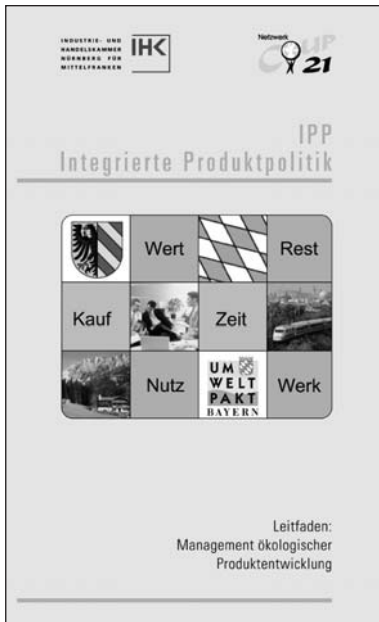 INDUSTRIE- UND
HANDELSKAMMER
NÜRNBERG FÜR
MITTELFRANKEN
IHK
Netzwerk
COUP
21
IPP
Integrierte Produktpolitik
Wert
Rest
Kauf
Zeit
Nutz
UM
WELT
PAKT
BAYERN
Werk
Leitfaden:
Management ökologischer
Produktentwicklung